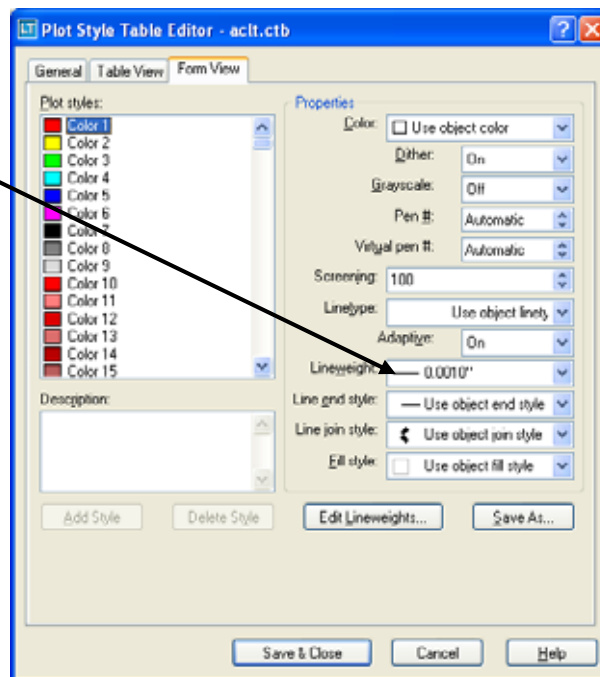 LT Plot Style Table Editor - aclt.ctb
General Table View Form View
Plot styles:
Color 1
Color 2
Color 3
Color 4
Color 5
Color 6
Color 7
Color 8
Color 9
Color 10
Color 11
Color 12
Color 13
Color 14
Color 15
Description:
Add Style Delete Style
Properties
Color: Use object color
Dither: On
Grayscale: Off
Pen #: Automatic
Virtual pen #: Automatic
Screening: 100
Linetype: Use object linety
Adaptive: On
Lineweight: 0.0010"
Line end style: Use object end style
Line join style: Use object join style
Fill style: Use object fill style
Edit Lineweights... Save As...
Save & Close Cancel Help